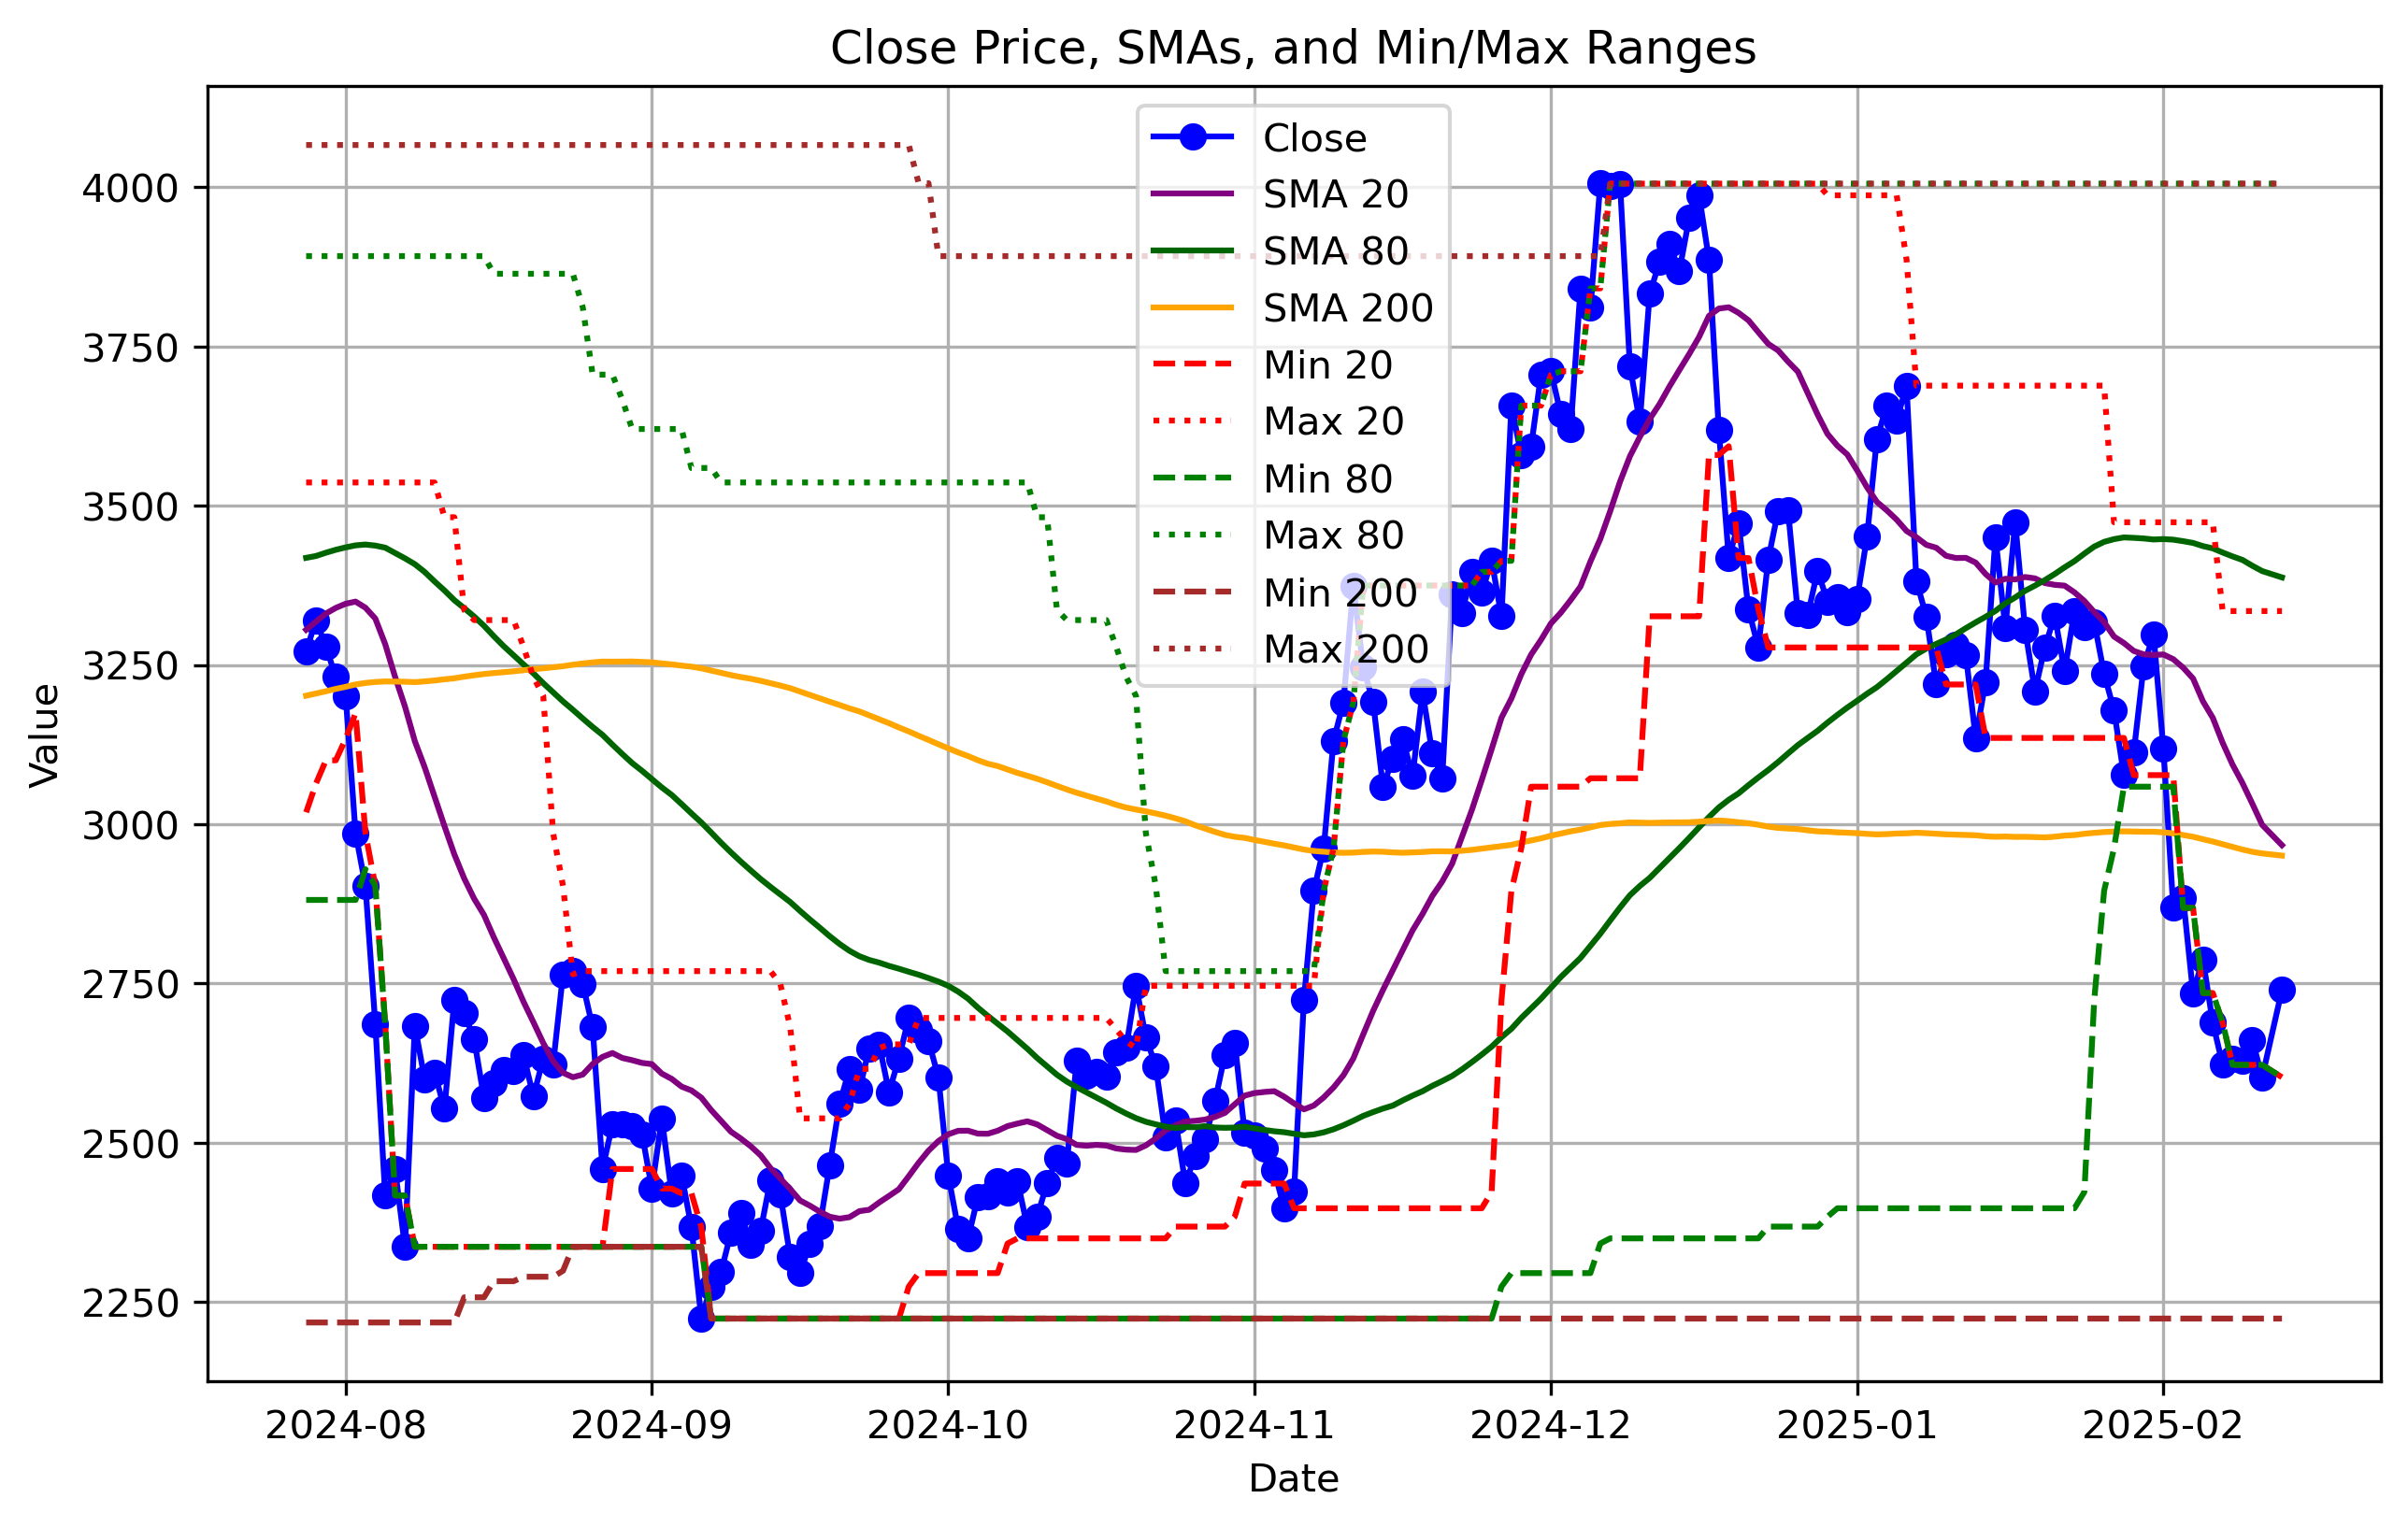 Close Price, SMAs, and Min/Max Ranges
Close
SMA 20
SMA 80
SMA 200
Min 20
Max 20
Min 80
Max 80
Min 200
Max 200
Value
4000
3750
3500
3250
3000
2750
2500
2250
2024-08
2024-09
2024-10
2024-11
2024-12
2025-01
2025-02
Date